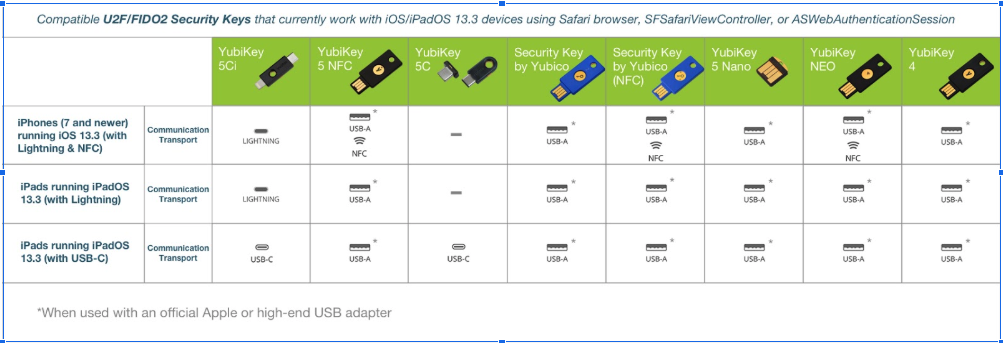 Compatible U2F/FIDO2 Security Keys that currently work with iOS/iPadOS 13.3 devices using Safari browser, SFSafariViewController, or ASWebAuthenticationSession
YubiKey
5Ci
YubiKey
5 NFC
YubiKey
5C
Security Key
by Yubico
Security Key
by Yubico
(NFC)
YubiKey
5 Nano
YubiKey
NEO
YubiKey
4
iPhones (7 and newer)
running iOS 13.3 (with
Lightning & NFC)
Communication
Transport
LIGHTNING
*
USB-A
NFC
*
USB-A
*
USB-A
NFC
*
USB-A
*
USB-A
NFC
*
USB-A
iPads running iPadOS
13.3 (with Lightning)
Communication
Transport
LIGHTNING
*
USB-A
*
USB-A
*
USB-A
*
USB-A
*
USB-A
*
USB-A
iPads running iPadOS
13.3 (with USB-C)
Communication
Transport
USB-C
*
USB-A
USB-C
*
USB-A
*
USB-A
*
USB-A
*
USB-A
*
USB-A
*When used with an official Apple or high-end USB adapter